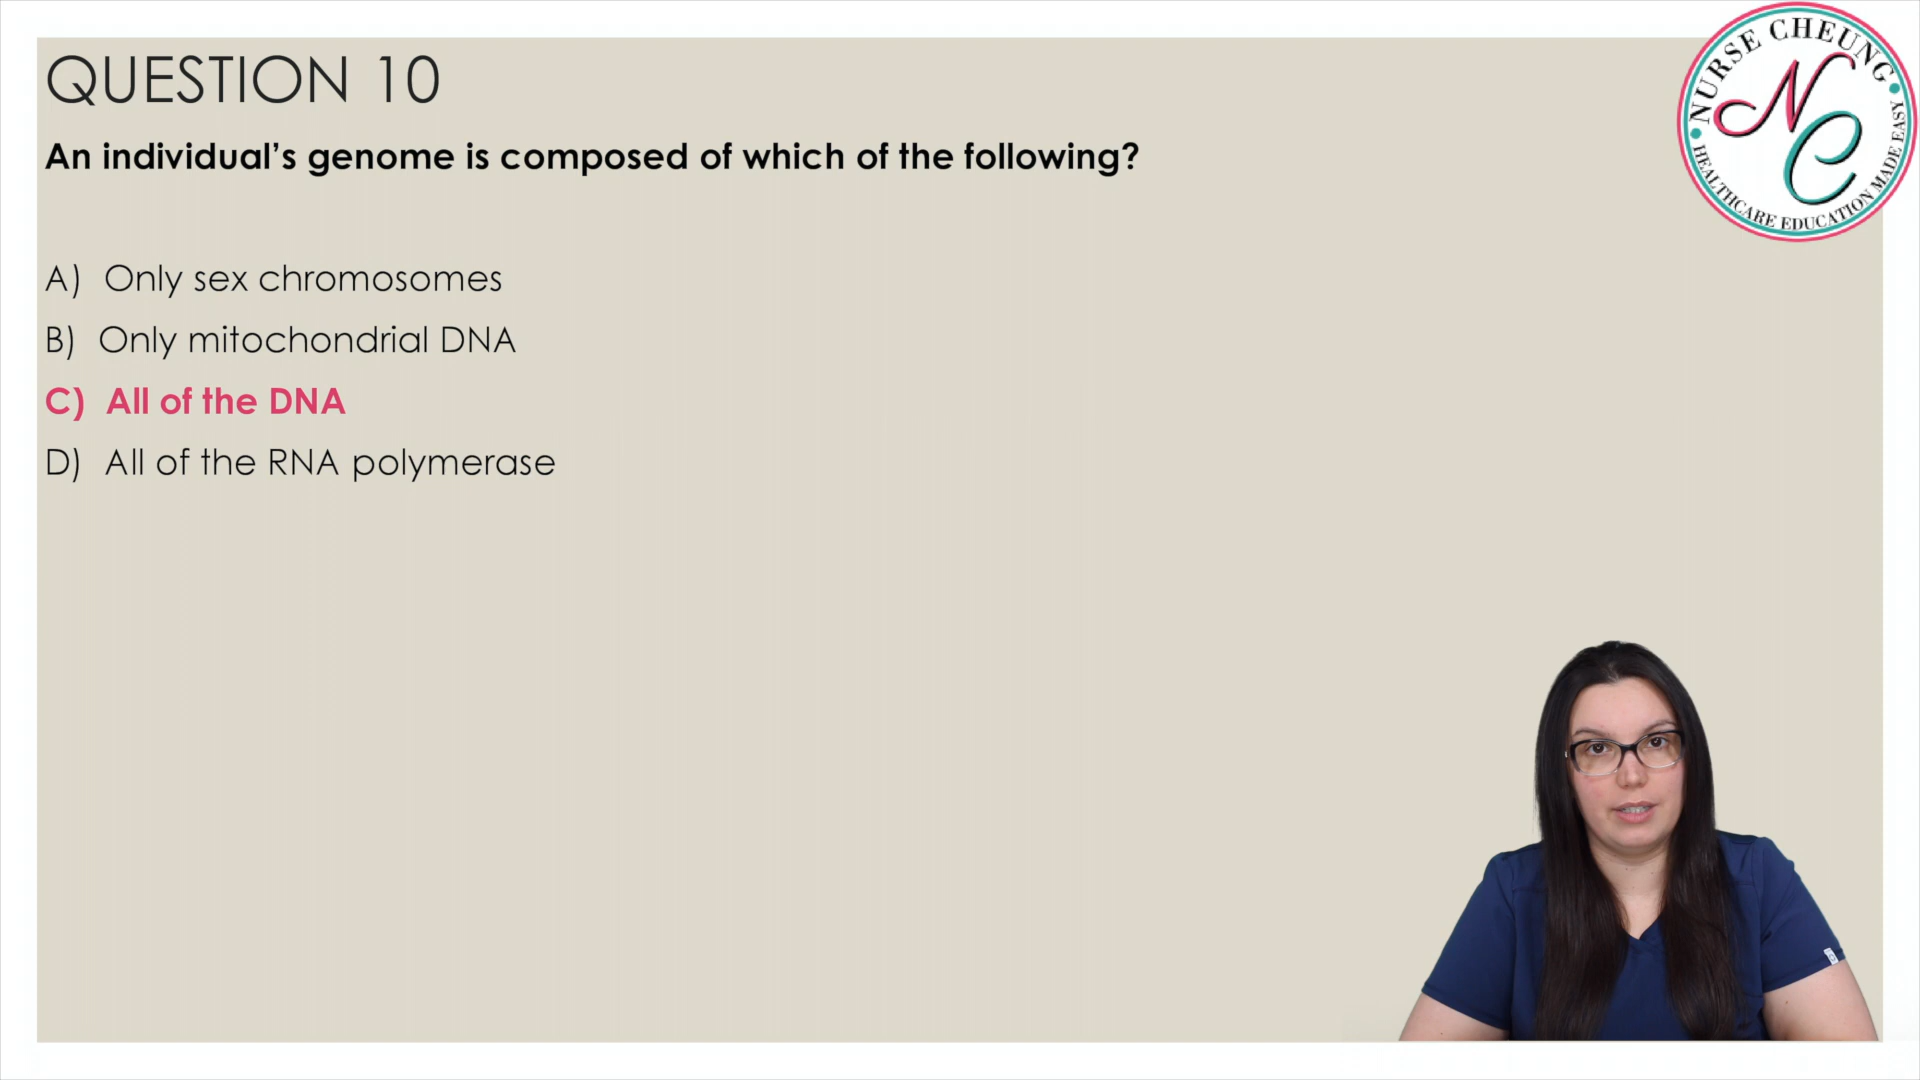 QUESTION 10
An individual's genome is composed of which of the following?
A) Only sex chromosomes
B) Only mitochondrial DNA
C) All of the DNA
D) All of the RNA polymerase
NURSE CHEUNG
NC
HEALTHCARE EDUCATION MADE EASY